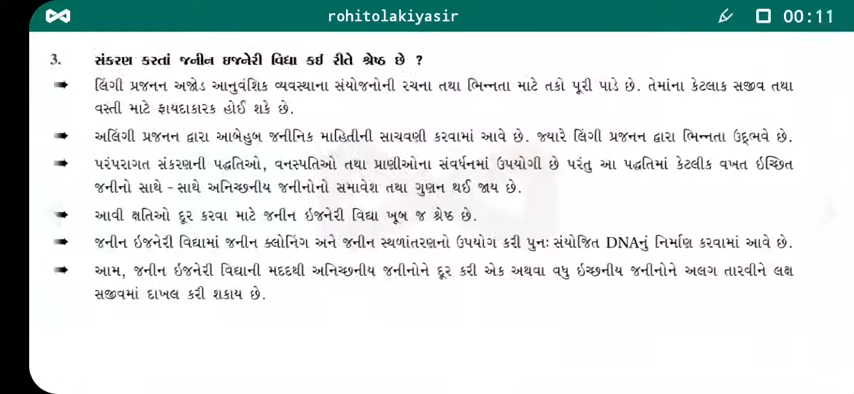 rohitolakiyasir
00:11
3. સંકરણ કરતાં જનીન ઇજનેરી વિદ્યા કઈ રીતે શ્રેષ્ઠ છે ?
➠ લિંગી પ્રજનન અજોડ આનુવંશિક વ્યવસ્થાના સંયોજનોની રચના તથા ભિન્નતા માટે તકો પૂરી પાડે છે. તેમાંના કેટલાક સજીવ તથા
વસ્તી માટે ફાયદાકારક હોઈ શકે છે.
➠ અલિંગી પ્રજનન દ્વારા આબેહુબ જનીનિક માહિતીની સાચવણી કરવામાં આવે છે. જ્યારે લિંગી પ્રજનન દ્વારા ભિન્નતા ઉદ્ભવે છે.
➠ પરંપરાગત સંકરણની પદ્ધતિઓ, વનસ્પતિઓ તથા પ્રાણીઓના સંવર્ધનમાં ઉપયોગી છે પરંતુ આ પદ્ધતિમાં કેટલીક વખત ઇચ્છિત
જનીનો સાથે - સાથે અનિચ્છનીય જનીનોનો સમાવેશ તથા ગુણન થઈ જાય છે.
➠ આવી ક્ષતિઓ દૂર કરવા માટે જનીન ઇજનેરી વિદ્યા ખૂબ જ શ્રેષ્ઠ છે.
➠ જનીન ઇજનેરી વિદ્યામાં જનીન ક્લોનિંગ અને જનીન સ્થળાંતરણનો ઉપયોગ કરી પુનઃ સંયોજિત DNAનું નિર્માણ કરવામાં આવે છે.
➠ આમ, જનીન ઇજનેરી વિદ્યાની મદદથી અનિચ્છનીય જનીનોને દૂર કરી એક અથવા વધુ ઇચ્છનીય જનીનોને અલગ તારવીને લક્ષ
સજીવમાં દાખલ કરી શકાય છે.